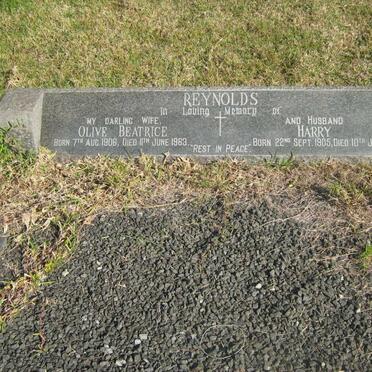 REYNOLDS
In Loving Memory of
MY DARLING WIFE, AND HUSBAND
OLIVE BEATRICE HARRY
BORN 7TH AUG. 1908, DIED 11TH JUNE 1963. BORN 22ND SEPT. 1905, DIED 10TH
"REST IN PEACE"